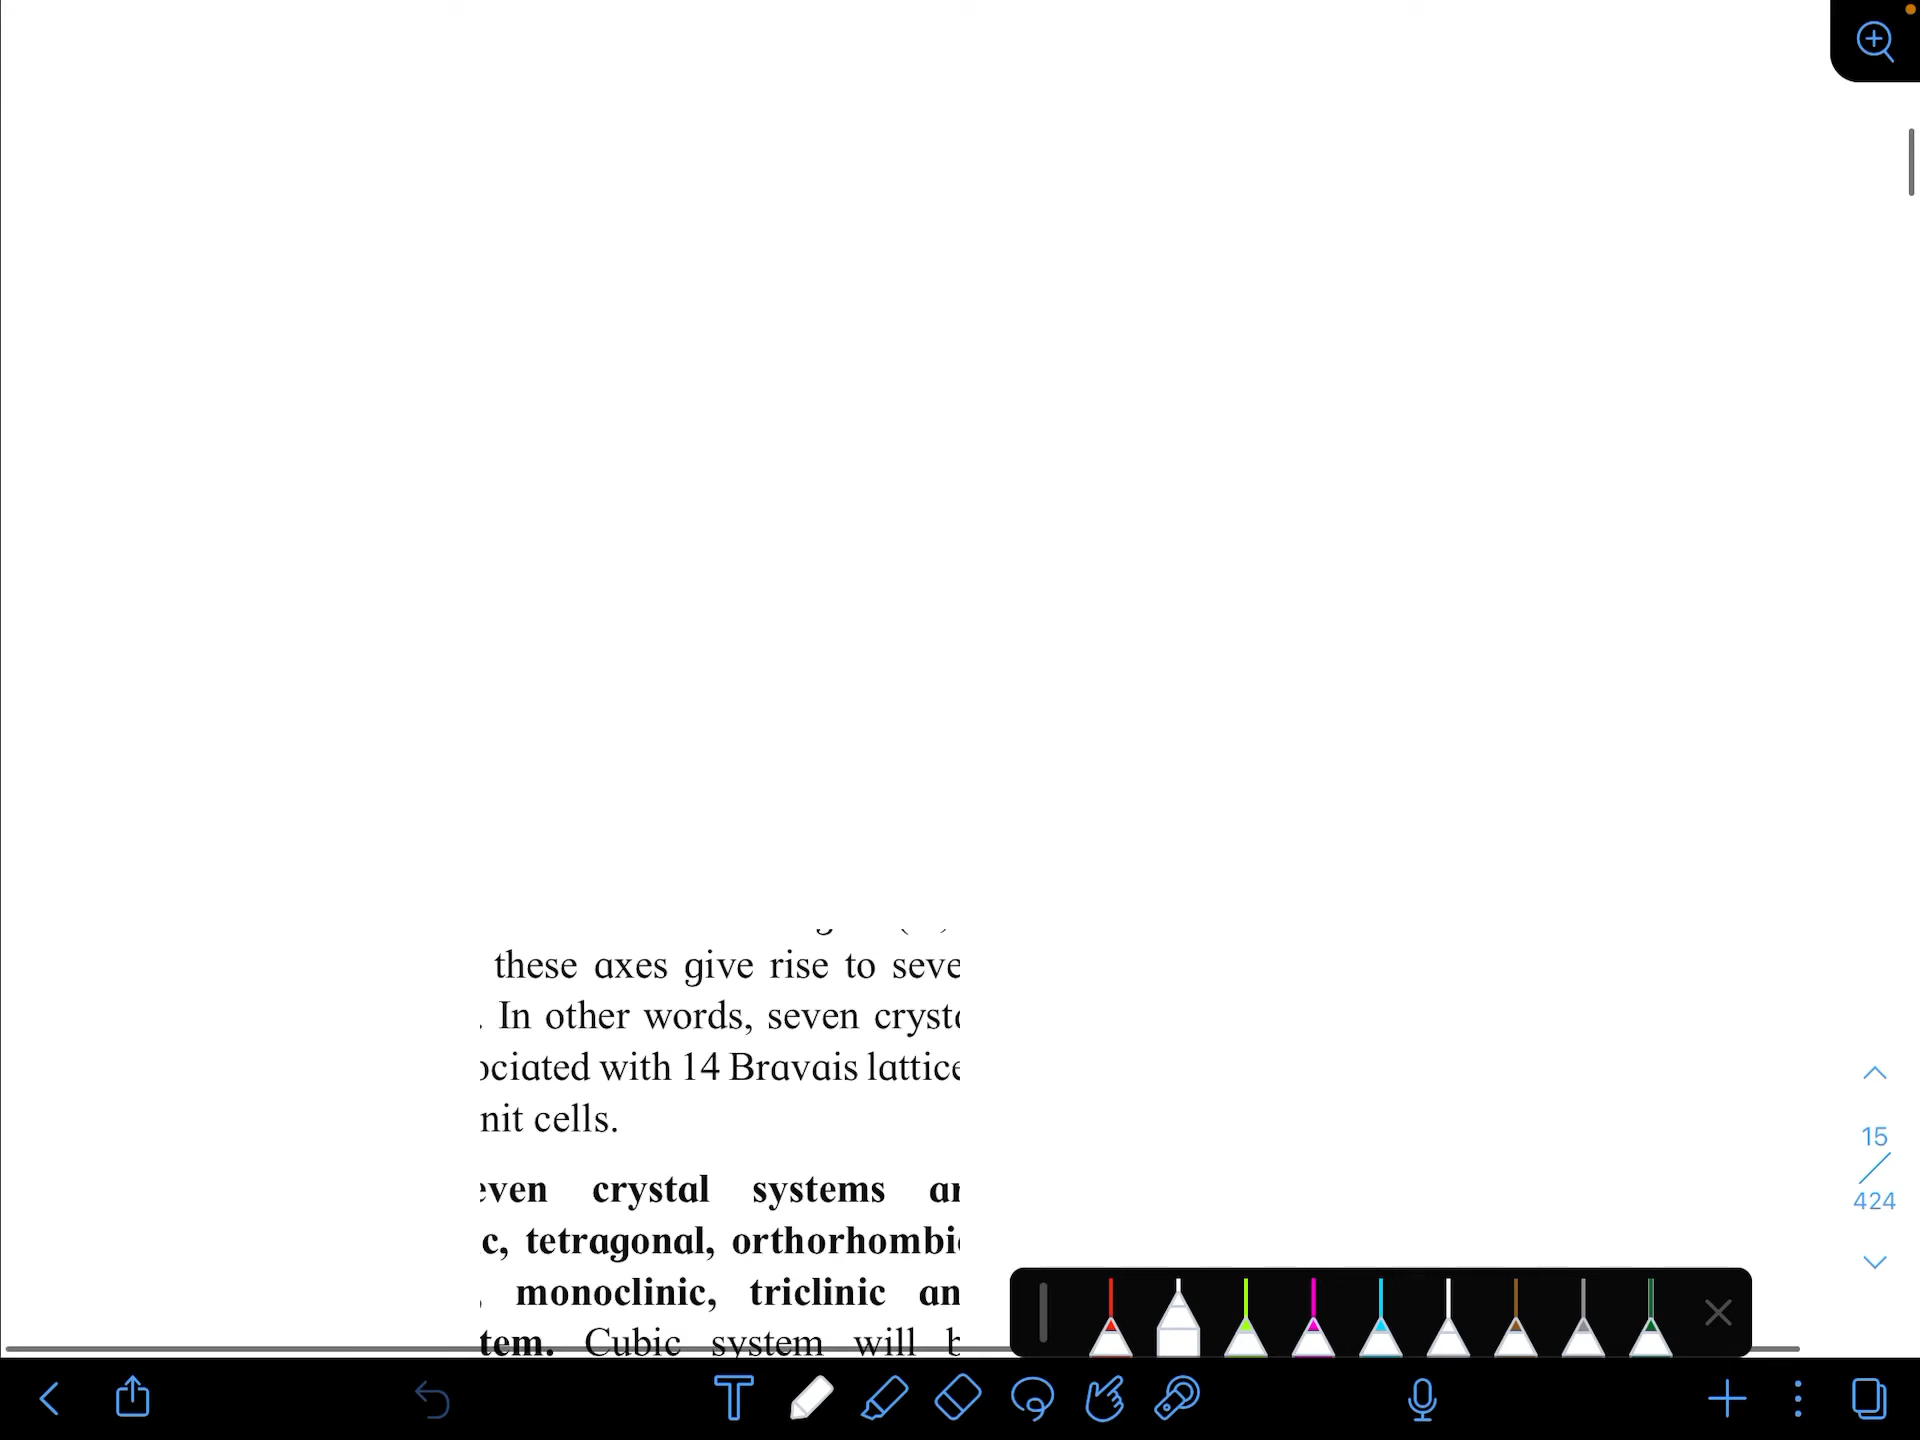 these axes give rise to seve
. In other words, seven cryst
ociated with 14 Bravais lattice
nit cells.
even crystal systems ar
c, tetragonal, orthorhombi
, monoclinic, triclinic an
tem. Cubic system will b
15
424